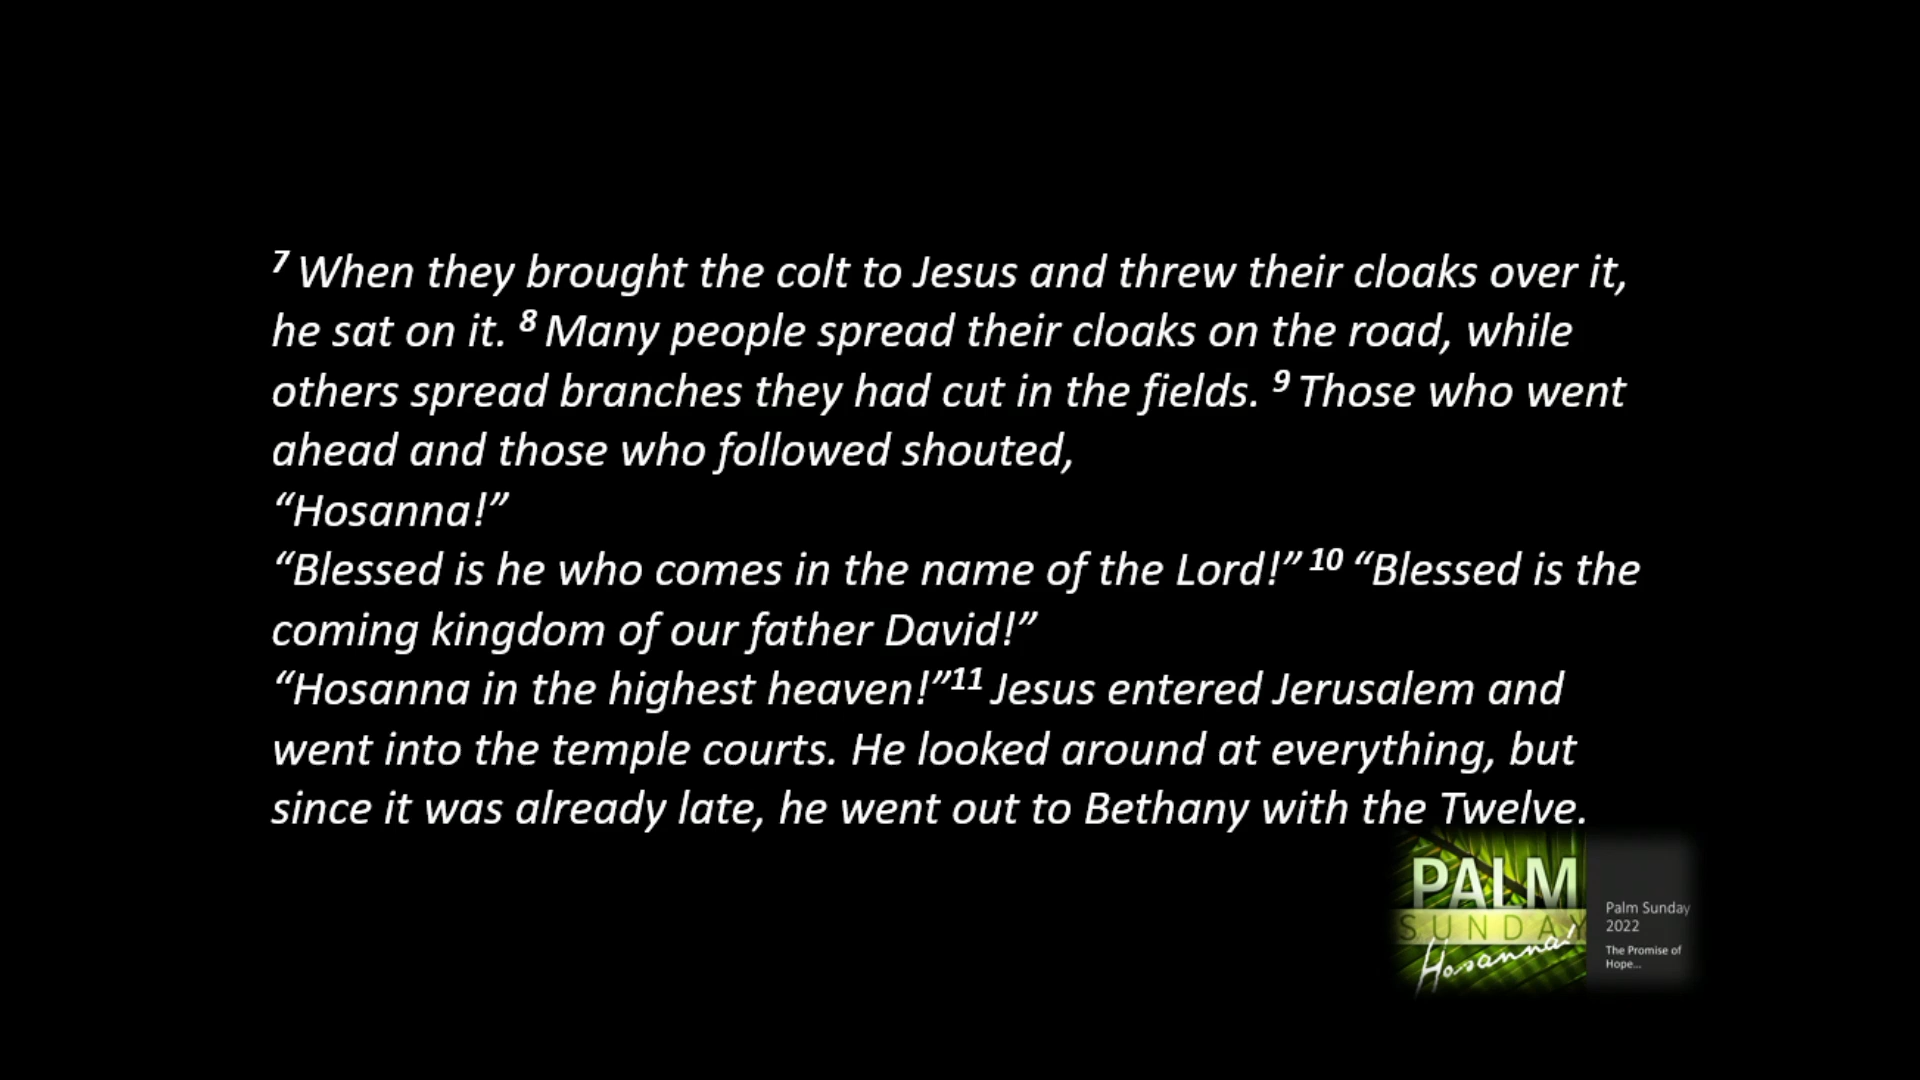 7 When they brought the colt to Jesus and threw their cloaks over it,
he sat on it. 8 Many people spread their cloaks on the road, while
others spread branches they had cut in the fields. 9 Those who went
ahead and those who followed shouted,
“Hosanna!”
“Blessed is he who comes in the name of the Lord!” 10 “Blessed is the
coming kingdom of our father David!”
“Hosanna in the highest heaven!”11 Jesus entered Jerusalem and
went into the temple courts. He looked around at everything, but
since it was already late, he went out to Bethany with the Twelve.
PALM
SUNDAY
Hosanna!
Palm Sunday
2022
The Promise of
Hope...